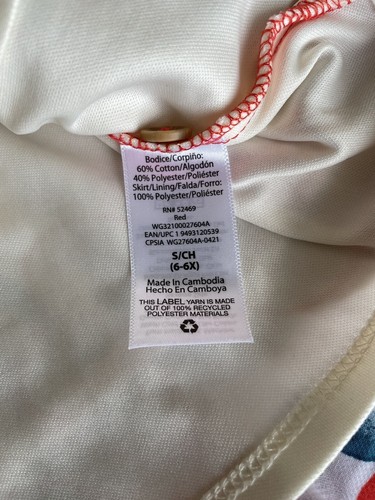 Bodice/Corpiño:
60% Cotton/Algodón
40% Polyester/Poliéster
Skirt/Lining/Falda/Forro:
100% Polyester/Poliéster
RN# 52469
Red
WG32100027604A
EAN/UPC 1 9493120539
CPSIA WG27604A-0421
S/CH
(6-6X)
Made In Cambodia
Hecho En Camboya
THIS LABEL YARN IS MADE
OUT OF 100% RECYCLED
POLYESTER MATERIALS